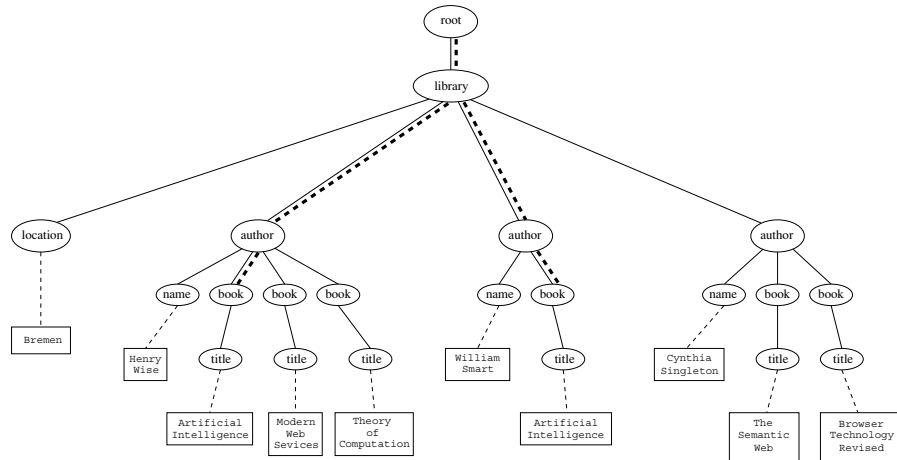 root
library
location
author
author
author
name
book
book
book
name
book
name
book
book
Bremen
Henry
Wise
title
title
title
William
Smart
title
Cynthia
Singleton
title
title
Artificial
Intelligence
Modern
Web
Sevices
Theory
of
Computation
Artificial
Intelligence
The
Semantic
Web
Browser
Technology
Revised